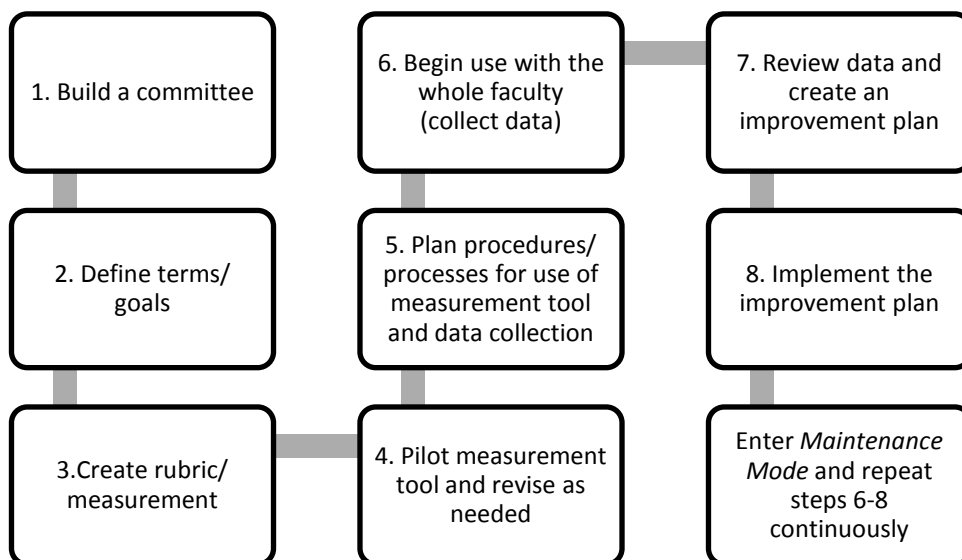 1. Build a committee
2. Define terms/
goals
3.Create rubric/
measurement
4. Pilot measurement
tool and revise as
needed
5. Plan procedures/
processes for use of
measurement tool
and data collection
6. Begin use with the
whole faculty
(collect data)
7. Review data and
create an
improvement plan
8. Implement the
improvement plan
Enter Maintenance
Mode and repeat
steps 6-8
continuously